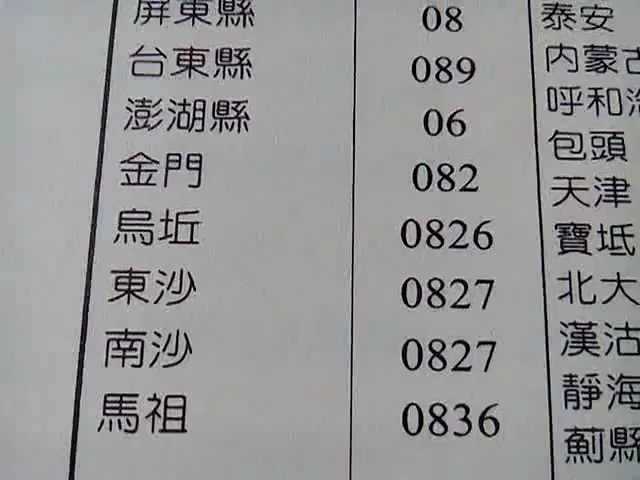 屏東縣 08 泰安
台東縣 089 內蒙古
澎湖縣 06 呼和
金門 082 包頭
烏坵 0826 天津
東沙 0827 寶坻
南沙 0827 北大
馬祖 0836 漢沽
靜海
薊縣